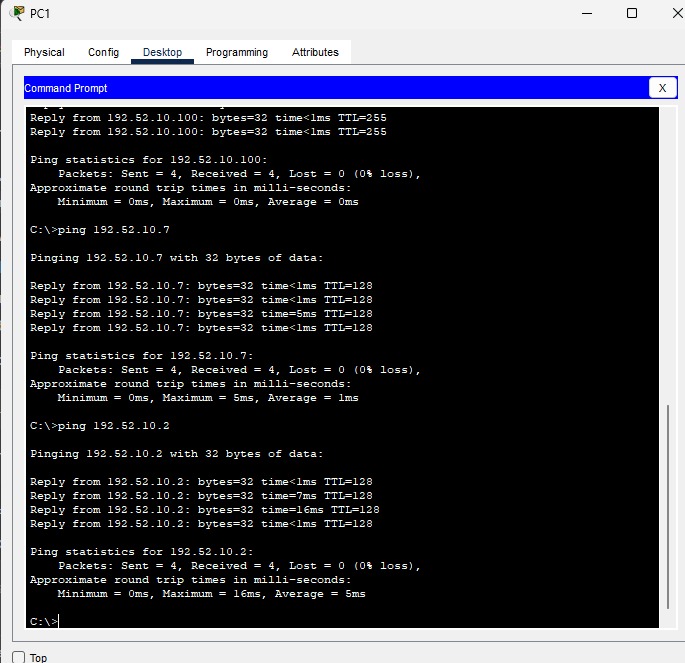 PC1
Physical Config Desktop Programming Attributes
Command Prompt
X
Reply from 192.52.10.100: bytes=32 time<1ms TTL=255
Reply from 192.52.10.100: bytes=32 time<1ms TTL=255
Ping statistics for 192.52.10.100:
Packets: Sent = 4, Received = 4, Lost = 0 (0% loss),
Approximate round trip times in milli-seconds:
Minimum = 0ms, Maximum = 0ms, Average = 0ms
C:\>ping 192.52.10.7
Pinging 192.52.10.7 with 32 bytes of data:
Reply from 192.52.10.7: bytes=32 time<1ms TTL=128
Reply from 192.52.10.7: bytes=32 time<1ms TTL=128
Reply from 192.52.10.7: bytes=32 time=5ms TTL=128
Reply from 192.52.10.7: bytes=32 time<1ms TTL=128
Ping statistics for 192.52.10.7:
Packets: Sent = 4, Received = 4, Lost = 0 (0% loss),
Approximate round trip times in milli-seconds:
Minimum = 0ms, Maximum = 5ms, Average = 1ms
C:\>ping 192.52.10.2
Pinging 192.52.10.2 with 32 bytes of data:
Reply from 192.52.10.2: bytes=32 time<1ms TTL=128
Reply from 192.52.10.2: bytes=32 time=7ms TTL=128
Reply from 192.52.10.2: bytes=32 time=16ms TTL=128
Reply from 192.52.10.2: bytes=32 time<1ms TTL=128
Ping statistics for 192.52.10.2:
Packets: Sent = 4, Received = 4, Lost = 0 (0% loss),
Approximate round trip times in milli-seconds:
Minimum = 0ms, Maximum = 16ms, Average = 5ms
C:\>
Top